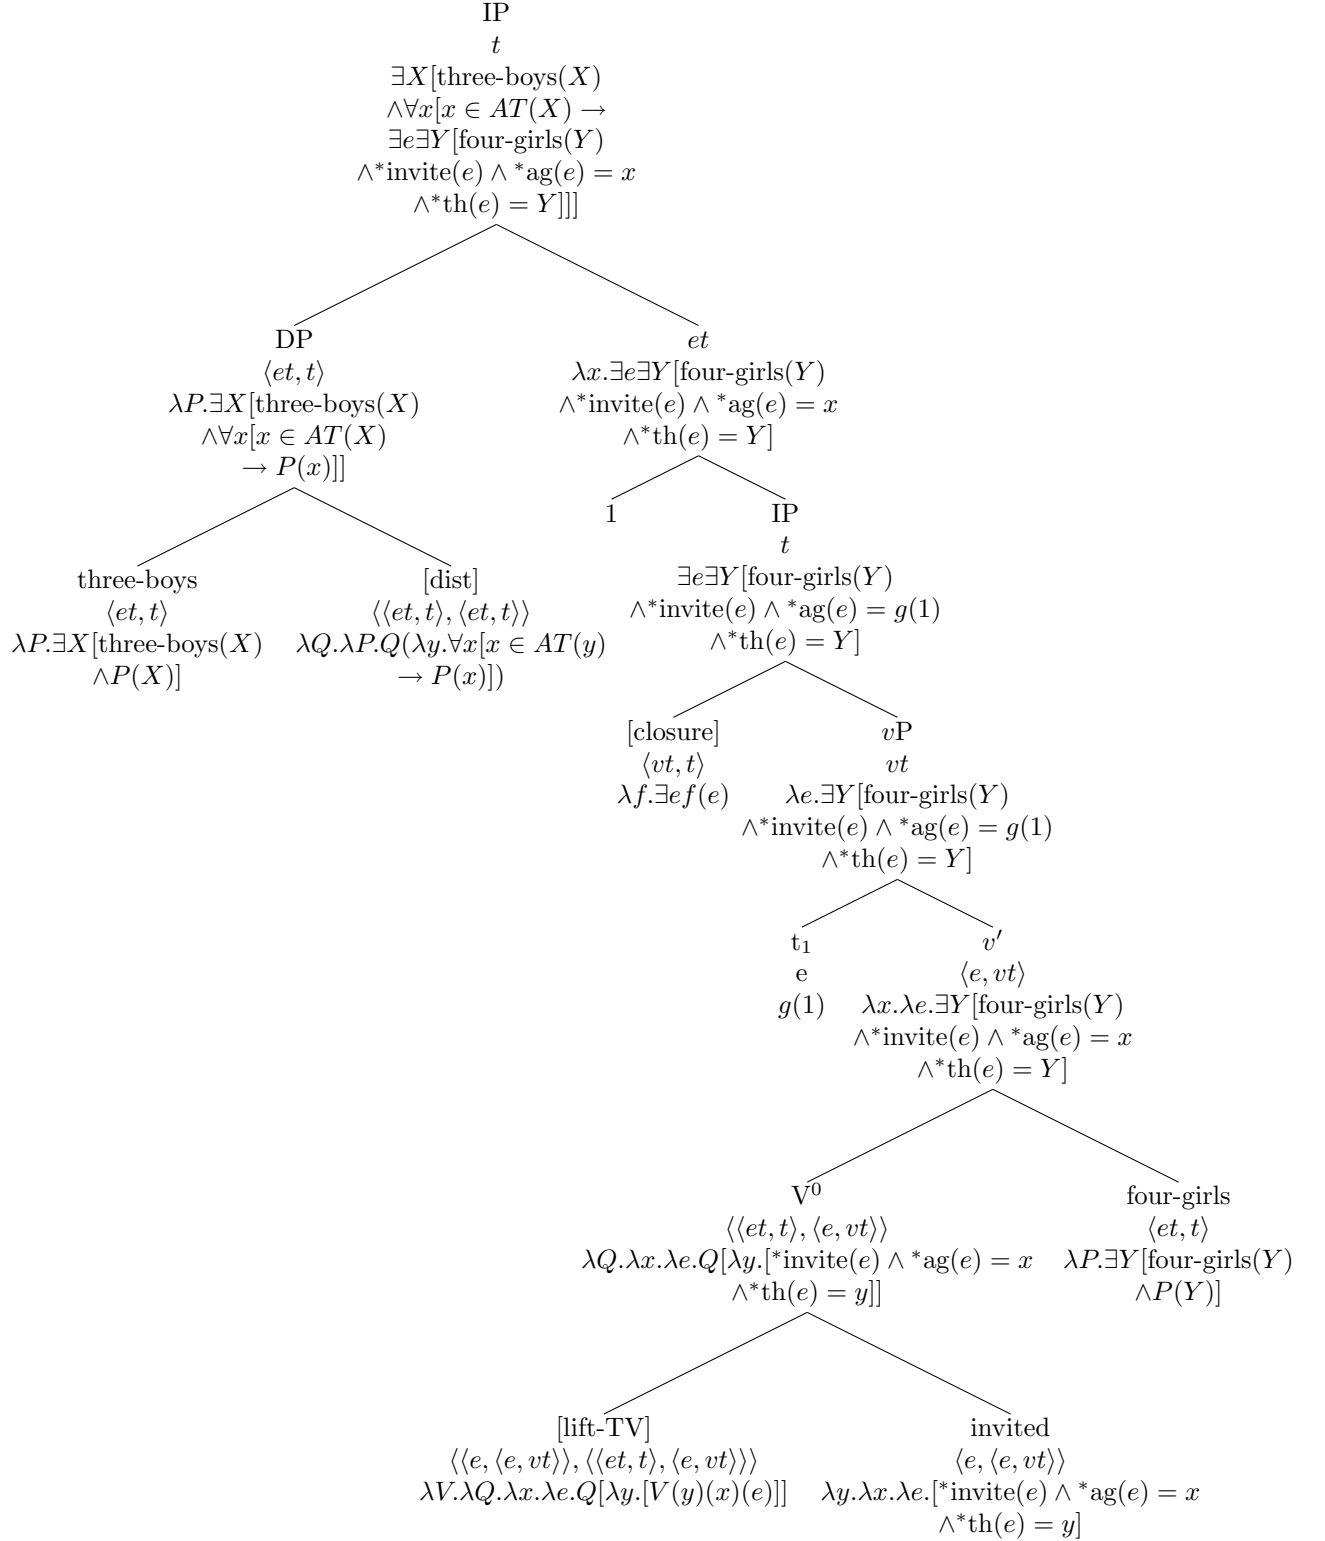 IP
t
∃X[three-boys(X)
∧∀x[x ∈ AT(X) →
∃e∃Y[four-girls(Y)
∧*invite(e) ∧ *ag(e) = x
∧*th(e) = Y]]]
DP
⟨et, t⟩
λP.∃X[three-boys(X)
∧∀x[x ∈ AT(X)
→ P(x)]]
et
λx.∃e∃Y[four-girls(Y)
∧*invite(e) ∧ *ag(e) = x
∧*th(e) = Y]
three-boys
⟨et, t⟩
λP.∃X[three-boys(X)
∧P(X)]
[dist]
⟨⟨et, t⟩, ⟨et, t⟩⟩
λQ.λP.Q(λy.∀x[x ∈ AT(y)
→ P(x)])
1
IP
t
∃e∃Y[four-girls(Y)
∧*invite(e) ∧ *ag(e) = g(1)
∧*th(e) = Y]
[closure]
⟨vt, t⟩
λf.∃ef(e)
vP
vt
λe.∃Y[four-girls(Y)
∧*invite(e) ∧ *ag(e) = g(1)
∧*th(e) = Y]
t₁
e
g(1)
v′
⟨e, vt⟩
λx.λe.∃Y[four-girls(Y)
∧*invite(e) ∧ *ag(e) = x
∧*th(e) = Y]
V⁰
⟨⟨et, t⟩, ⟨e, vt⟩⟩
λQ.λx.λe.Q[λy.[*invite(e) ∧ *ag(e) = x
∧*th(e) = y]]
four-girls
⟨et, t⟩
λP.∃Y[four-girls(Y)
∧P(Y)]
[lift-TV]
⟨⟨e, ⟨e, vt⟩⟩, ⟨⟨et, t⟩, ⟨e, vt⟩⟩⟩
λV.λQ.λx.λe.Q[λy.[V(y)(x)(e)]]
invited
⟨e, ⟨e, vt⟩⟩
λy.λx.λe.[*invite(e) ∧ *ag(e) = x
∧*th(e) = y]